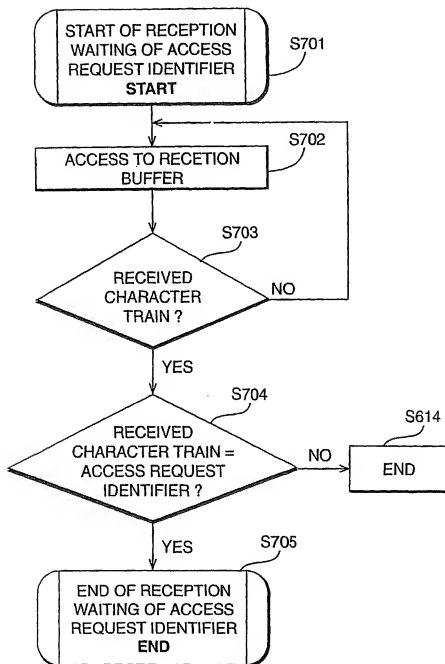 START OF RECEPTION
WAITING OF ACCESS
REQUEST IDENTIFIER
START
S701
ACCESS TO RECETION
BUFFER
S702
RECEIVED
CHARACTER
TRAIN ?
S703
NO
YES
RECEIVED
CHARACTER TRAIN =
ACCESS REQUEST
IDENTIFIER ?
S704
NO
END
S614
YES
END OF RECEPTION
WAITING OF ACCESS
REQUEST IDENTIFIER
END
S705